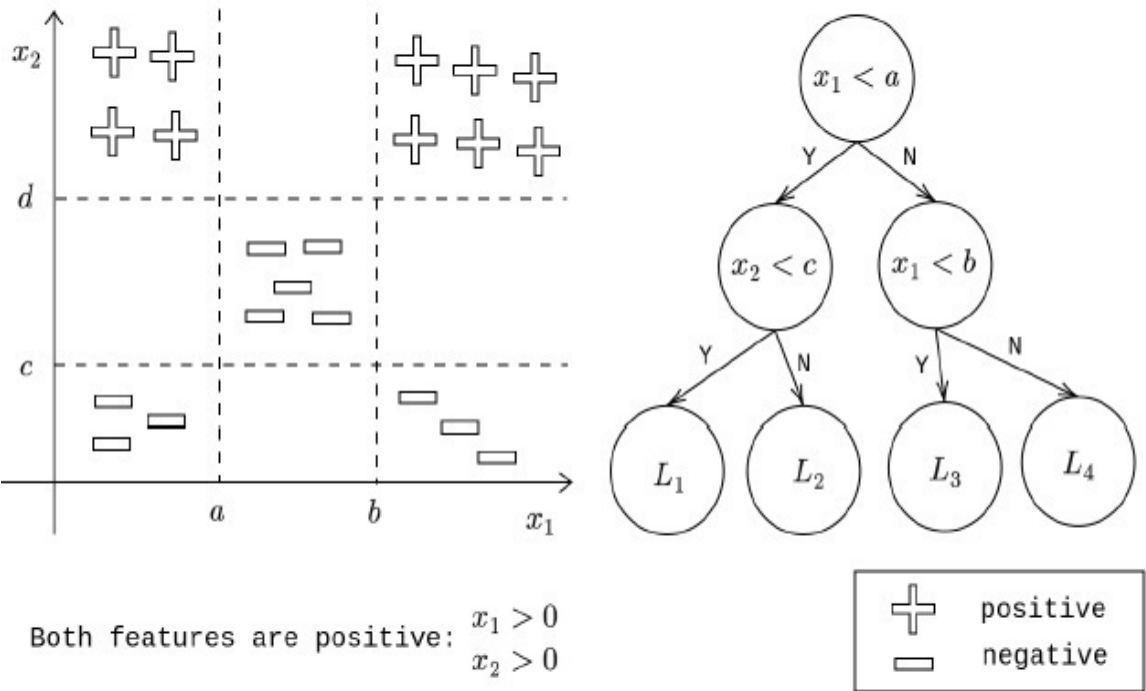 x₂
d
c
a
b
x₁
x₁ < a
Y
N
x₂ < c
x₁ < b
Y
N
Y
N
L₁
L₂
L₃
L₄
Both features are positive: x₁ > 0
x₂ > 0
positive
negative